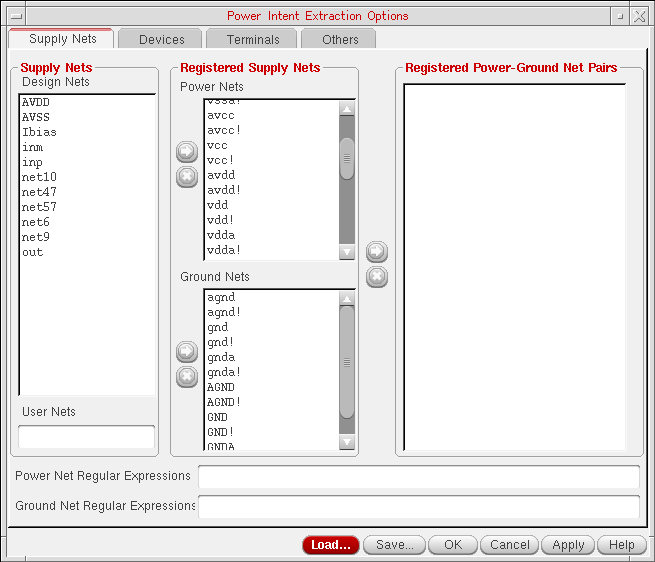 Power Intent Extraction Options
Supply Nets
Devices
Terminals
Others
Supply Nets
Design Nets
AVDD
AVSS
Ibias
inm
inp
net10
net47
net57
net6
net9
out
User Nets
Registered Supply Nets
Power Nets
vssa!
avcc
avcc!
vcc
vcc!
avdd
avdd!
vdd
vdd!
vdda
vdda!
Ground Nets
agnd
agnd!
gnd
gnd!
gnda
gnda!
AGND
AGND!
GND
GND!
GNDA
Registered Power-Ground Net Pairs
Power Net Regular Expressions
Ground Net Regular Expressions
Load...
Save...
OK
Cancel
Apply
Help